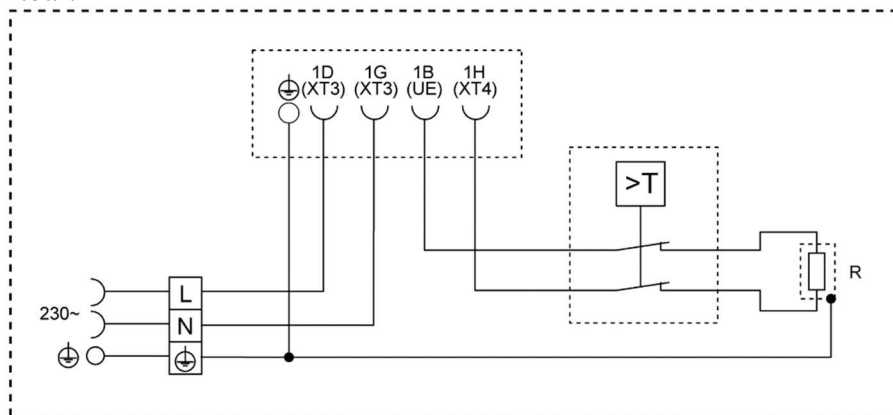 1D 1G 1B 1H
(XT3) (XT3) (UE) (XT4)
>T
R
L
230~
N